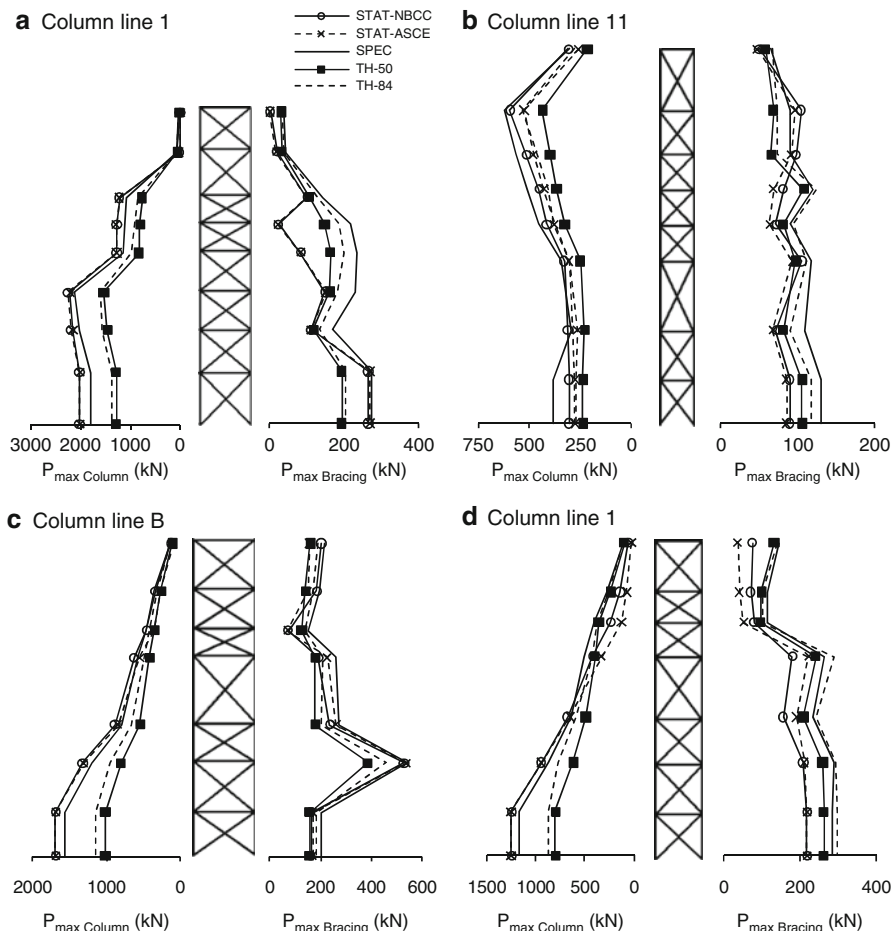 a Column line 1
STAT-NBCC
STAT-ASCE
SPEC
TH-50
TH-84
b Column line 11
3000 2000 1000 0
0 200 400
P max Column (kN)
P max Bracing (kN)
750 500 250 0
0 100 200
P max Column (kN)
P max Bracing (kN)
c Column line B
d Column line 1
2000 1000 0
0 200 400 600
P max Column (kN)
P max Bracing (kN)
1500 1000 500 0
0 200 400
P max Column (kN)
P max Bracing (kN)